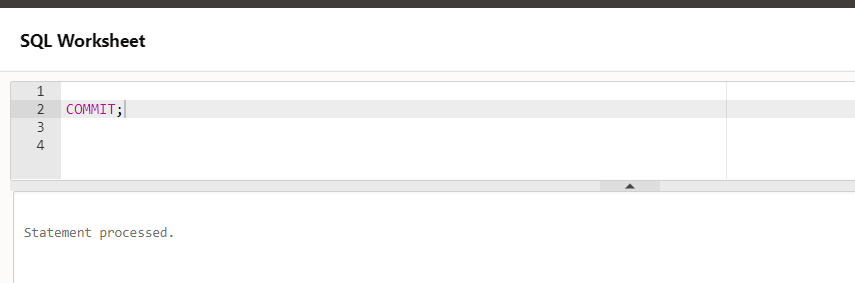 SQL Worksheet
1
2 COMMIT;
3
4
Statement processed.